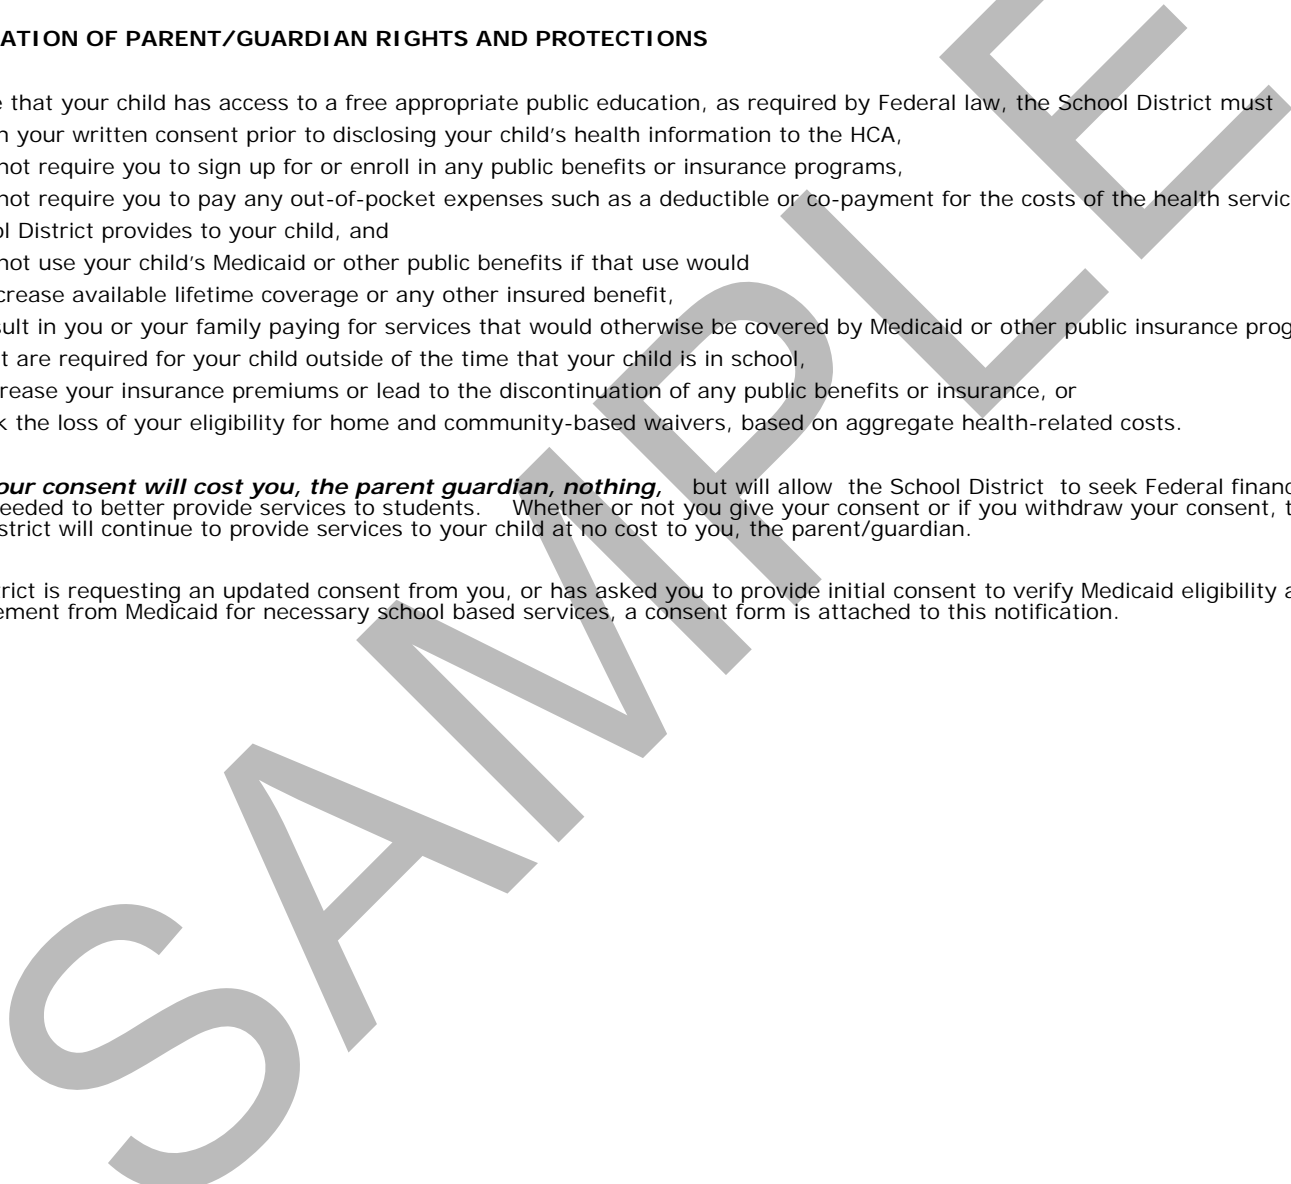 ATION OF PARENT/GUARDIAN RIGHTS AND PROTECTIONS
that your child has access to a free appropriate public education, as required by Federal law, the School District must
your written consent prior to disclosing your child's health information to the HCA,
not require you to sign up for or enroll in any public benefits or insurance programs,
not require you to pay any out-of-pocket expenses such as a deductible or co-payment for the costs of the health servic
ol District provides to your child, and
not use your child's Medicaid or other public benefits if that use would
crease available lifetime coverage or any other insured benefit,
sult in you or your family paying for services that would otherwise be covered by Medicaid or other public insurance prog
t are required for your child outside of the time that your child is in school,
rease your insurance premiums or lead to the discontinuation of any public benefits or insurance, or
k the loss of your eligibility for home and community-based waivers, based on aggregate health-related costs.
our consent will cost you, the parent guardian, nothing, but will allow the School District to seek Federal financ
eeded to better provide services to students. Whether or not you give your consent or if you withdraw your consent, t
strict will continue to provide services to your child at no cost to you, the parent/guardian.
trict is requesting an updated consent from you, or has asked you to provide initial consent to verify Medicaid eligibility a
ement from Medicaid for necessary school based services, a consent form is attached to this notification.
SAMPLE